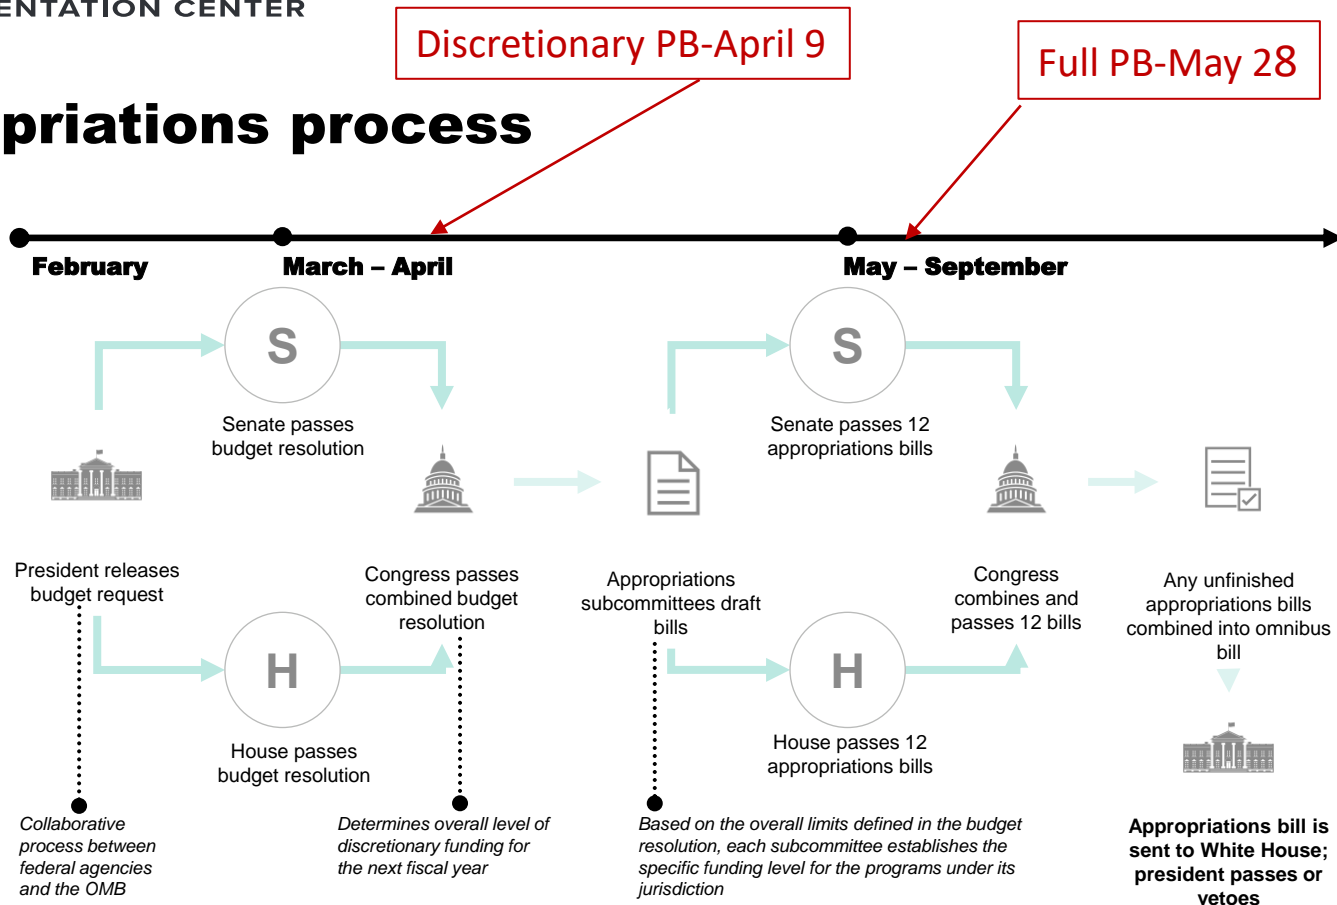 ENTATION CENTER
Discretionary PB-April 9
Full PB-May 28
priations process
February
March – April
May – September
S
S
Senate passes
budget resolution
Senate passes 12
appropriations bills
President releases
budget request
Congress passes
combined budget
resolution
Appropriations
subcommittees draft
bills
Congress
combines and
passes 12 bills
Any unfinished
appropriations bills
combined into omnibus
bill
H
H
House passes
budget resolution
House passes 12
appropriations bills
Collaborative
process between
federal agencies
and the OMB
Determines overall level of
discretionary funding for
the next fiscal year
Based on the overall limits defined in the budget
resolution, each subcommittee establishes the
specific funding level for the programs under its
jurisdiction
Appropriations bill is
sent to White House;
president passes or
vetoes